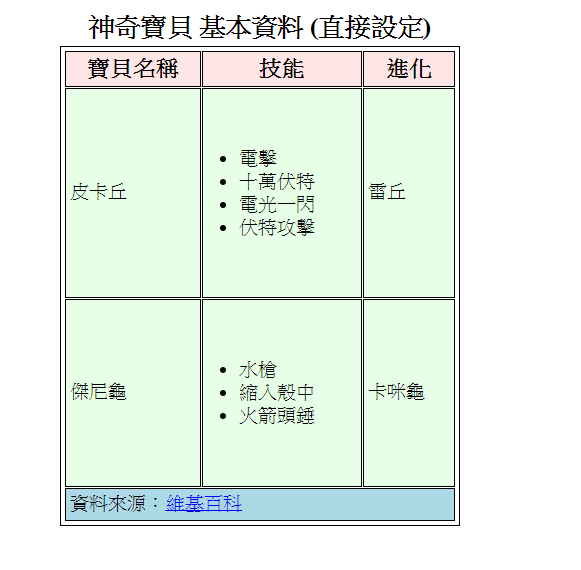 神奇寶貝 基本資料 (直接設定)
寶貝名稱 技能 進化
皮卡丘
電擊
十萬伏特
電光一閃
伏特攻擊
雷丘
傑尼龜
水槍
縮入殼中
火箭頭錘
卡咪龜
資料來源：維基百科